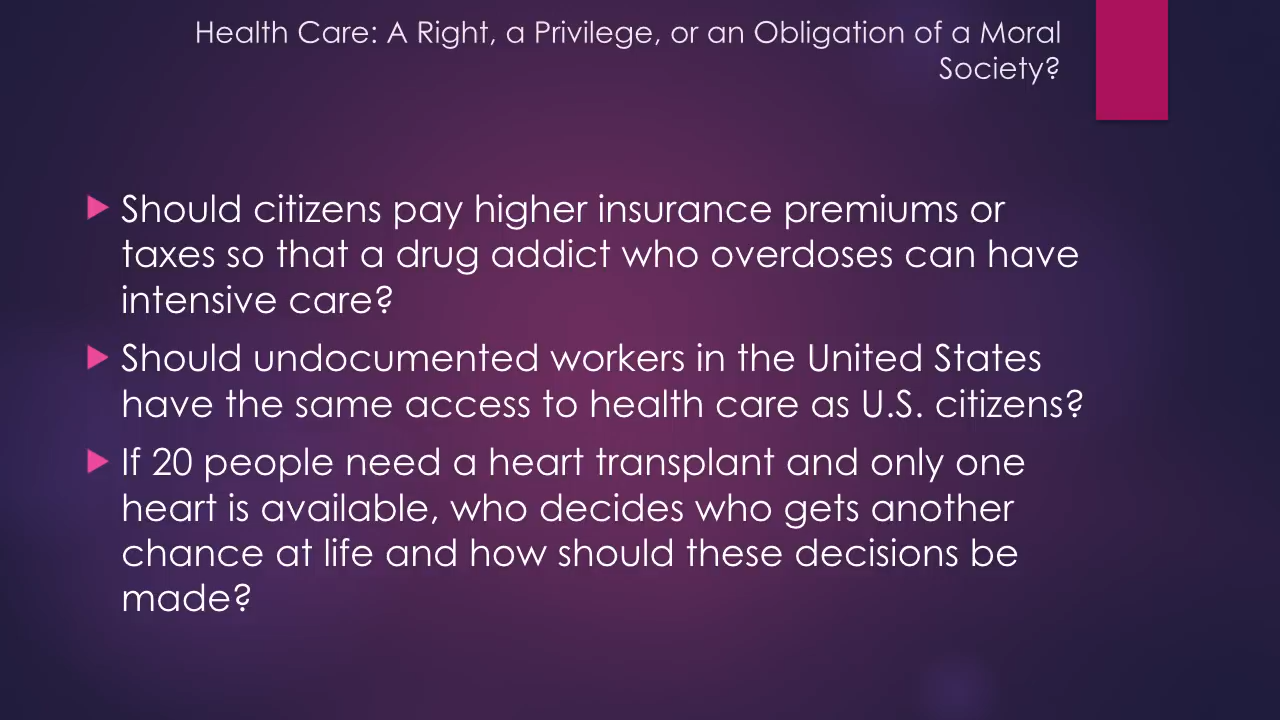 Health Care: A Right, a Privilege, or an Obligation of a Moral
Society?
Should citizens pay higher insurance premiums or
taxes so that a drug addict who overdoses can have
intensive care?
Should undocumented workers in the United States
have the same access to health care as U.S. citizens?
If 20 people need a heart transplant and only one
heart is available, who decides who gets another
chance at life and how should these decisions be
made?